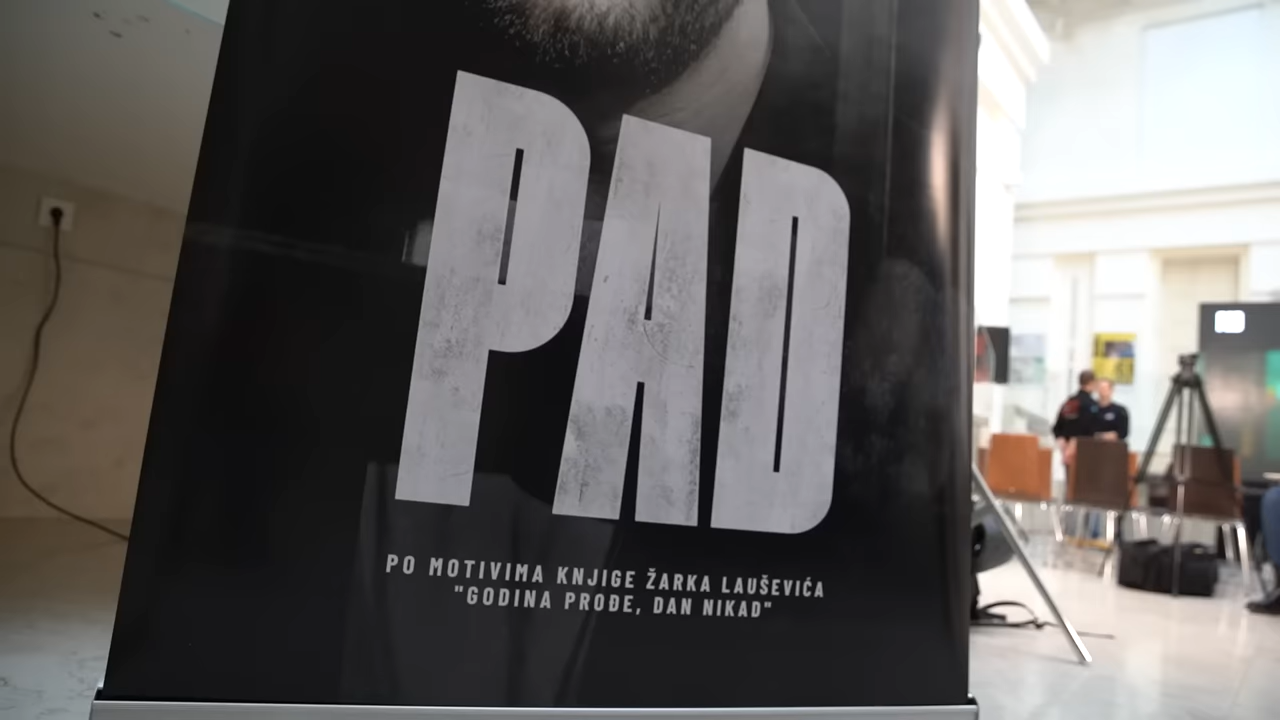 PAD
PO MOTIVIMA KNJIGE ŽARKA LAUŠEVIĆA
"GODINA PROĐE, DAN NIKAD"